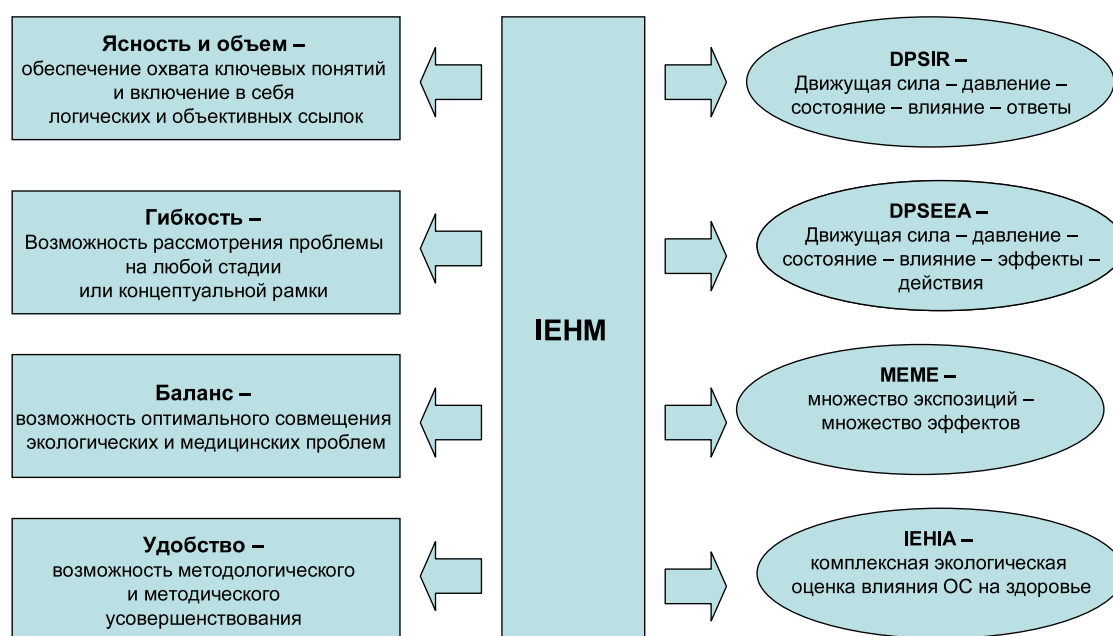 Ясность и объем –
обеспечение охвата ключевых понятий
и включение в себя
логических и объективных ссылок
Гибкость –
Возможность рассмотрения проблемы
на любой стадии
или концептуальной рамки
Баланс –
возможность оптимального совмещения
экологических и медицинских проблем
Удобство –
возможность методологического
и методического
усовершенствования
IEHM
DPSIR –
Движущая сила – давление –
состояние – влияние – ответы
DPSEEA –
Движущая сила – давление –
состояние – влияние – эффекты –
действия
MEME –
множество экспозиций –
множество эффектов
IEHIA –
комплексная экологическая
оценка влияния ОС на здоровье